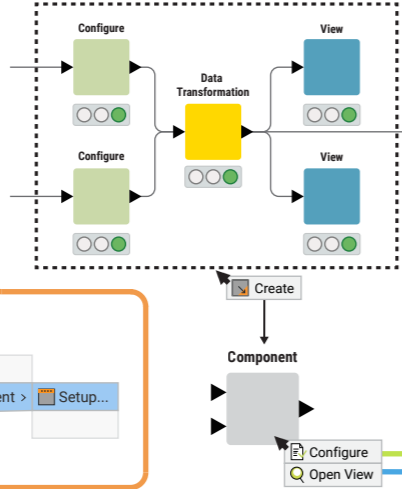 Configure
View
Data
Transformation
Configure
View
Create
ent > Setup...
Component
Configure
Open View